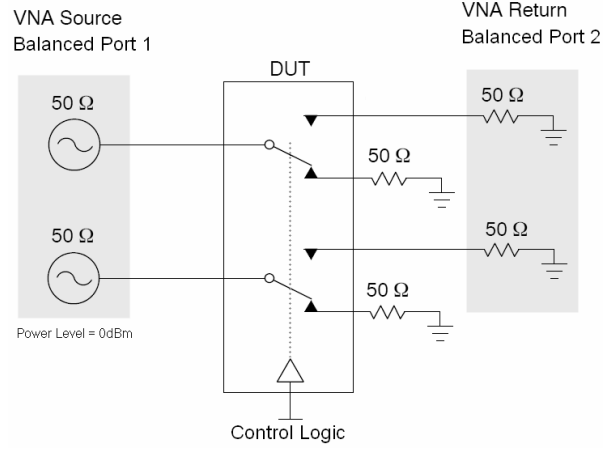 VNA Source
Balanced Port 1
VNA Return
Balanced Port 2
DUT
50 Ω
50 Ω
50 Ω
50 Ω
50 Ω
50 Ω
Power Level = 0dBm
Control Logic